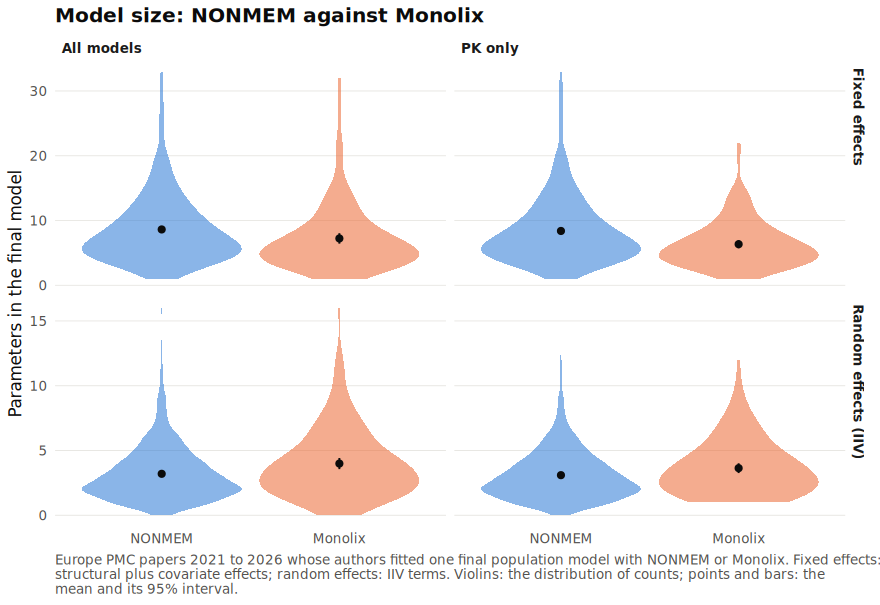 Model size: NONMEM against Monolix
All models
PK only
Fixed effects
30
20
10
0
Parameters in the final model
Random effects (IIV)
15
10
5
0
NONMEM
Monolix
NONMEM
Monolix
Europe PMC papers 2021 to 2026 whose authors fitted one final population model with NONMEM or Monolix. Fixed effects:
structural plus covariate effects; random effects: IIV terms. Violins: the distribution of counts; points and bars: the
mean and its 95% interval.